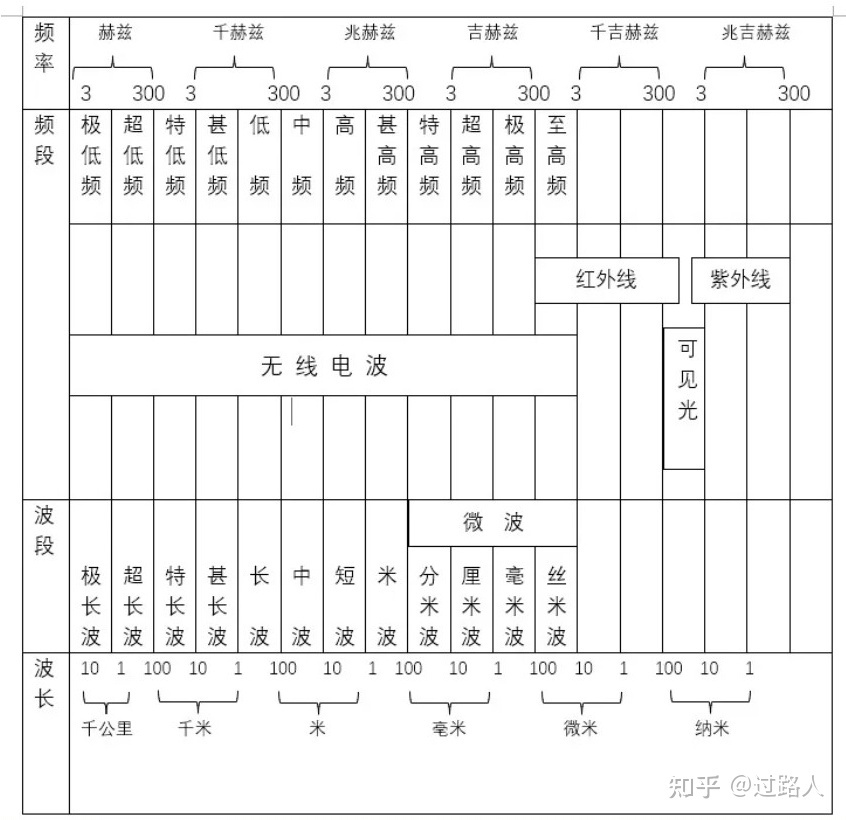 频率
赫兹 千赫兹 兆赫兹 吉赫兹 千吉赫兹 兆吉赫兹
3 300 3 300 3 300 3 300 3 300 3 300
频段
极低频 超低频 特低频 甚低频 低频 中频 高频 甚高频 特高频 超高频 极高频 至高频
红外线 紫外线
无线电波
可见光
波段
微波
极长波 超长波 特长波 甚长波 长波 中波 短波 米波 分米波 厘米波 毫米波 丝米波
波长
10 1 100 10 1 100 10 1 100 10 1 100 10 1 100 10 1
千公里 千米 米 毫米 微米 纳米
知乎 @过路人